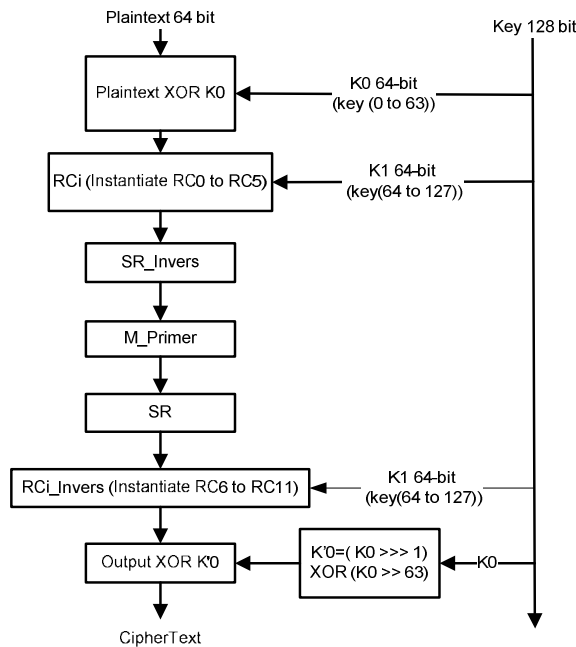 Plaintext 64 bit
Key 128 bit
Plaintext XOR K0
K0 64-bit
(key (0 to 63))
RCi (Instantiate RC0 to RC5)
K1 64-bit
(key(64 to 127))
SR_Invers
M_Primer
SR
RCi_Invers (Instantiate RC6 to RC11)
K1 64-bit
(key(64 to 127))
Output XOR K'0
K'0=( K0 >>> 1)
XOR (K0 >> 63)
K0
CipherText